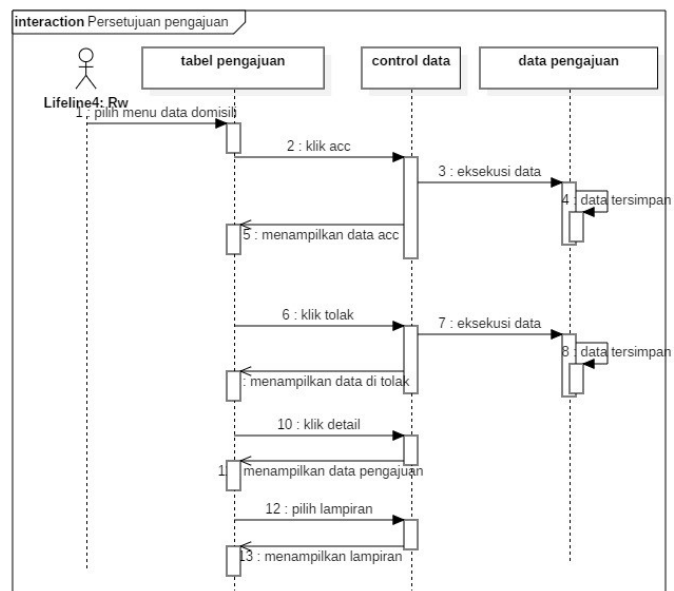 interaction Persetujuan pengajuan
tabel pengajuan
control data
data pengajuan
Lifeline4: Rw
1 : pilih menu data domisili
2 : klik acc
3 : eksekusi data
4 : data tersimpan
5 : menampilkan data acc
6 : klik tolak
7 : eksekusi data
8 : data tersimpan
: menampilkan data di tolak
10 : klik detail
1 menampilkan data pengajuan
12 : pilih lampiran
13 : menampilkan lampiran